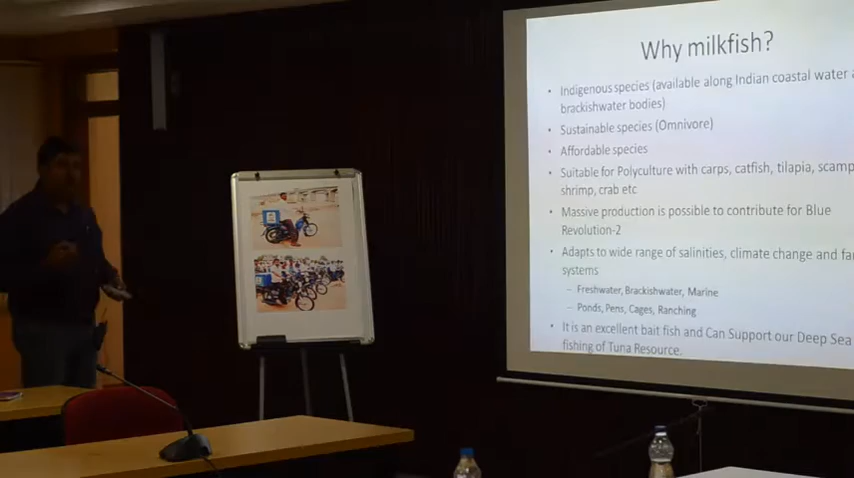 Why milkfish?
• Indigenous species (available along Indian coastal water
brackishwater bodies)
• Sustainable species (Omnivore)
• Affordable species
• Suitable for Polyculture with carps, catfish, tilapia, scamp
shrimp, crab etc
• Massive production is possible to contribute for Blue
Revolution-2
• Adapts to wide range of salinities, climate change and fa
systems
– Freshwater, Brackishwater, Marine
– Ponds, Pens, Cages, Ranching
• It is an excellent bait fish and Can Support our Deep Sea
fishing of Tuna Resource.